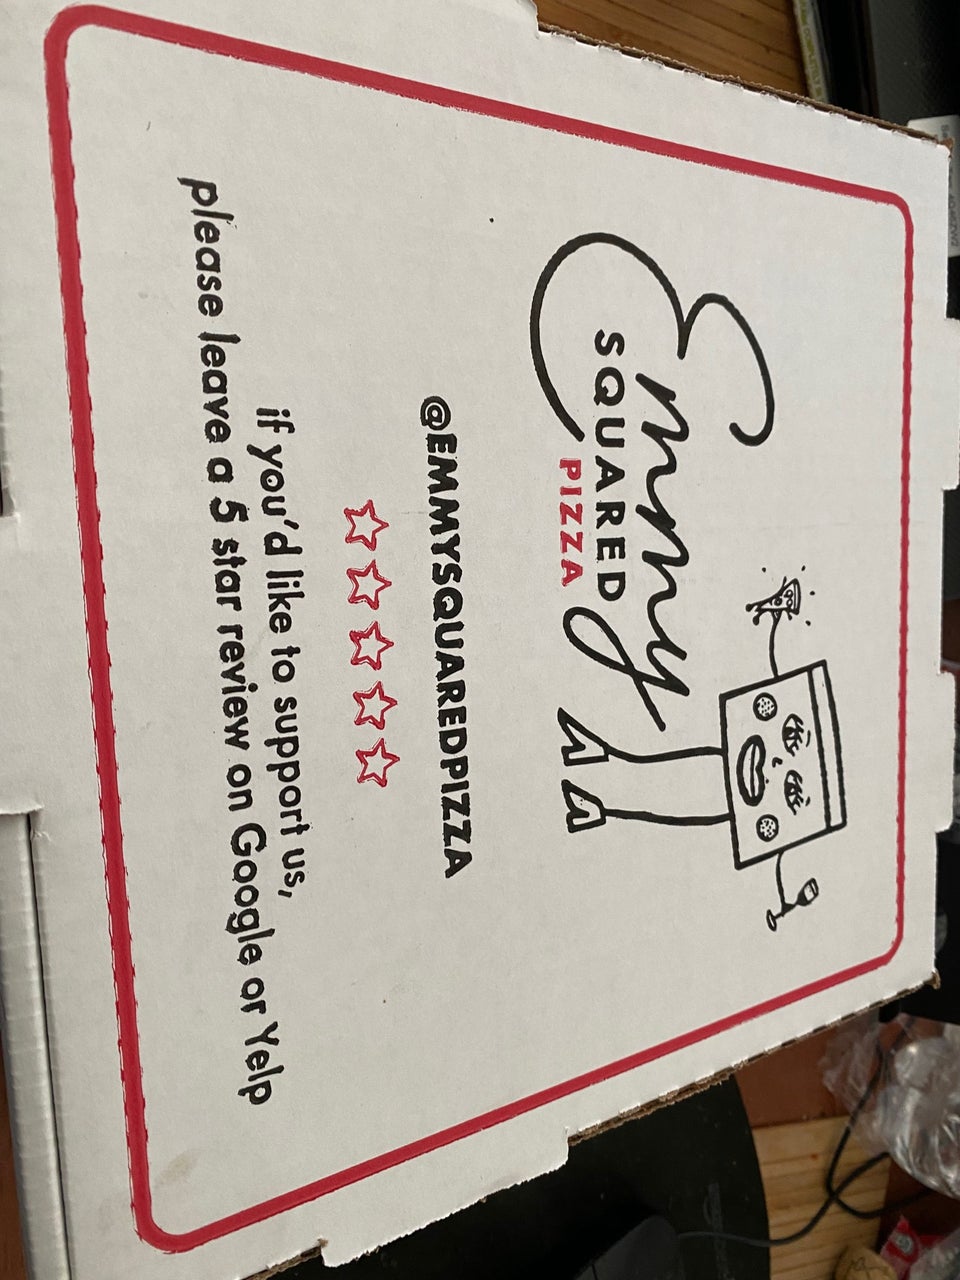 Emmy
SQUARED
PIZZA
@EMMYSQUAREDPIZZA
if you'd like to support us,
please leave a 5 star review on Google or Yelp